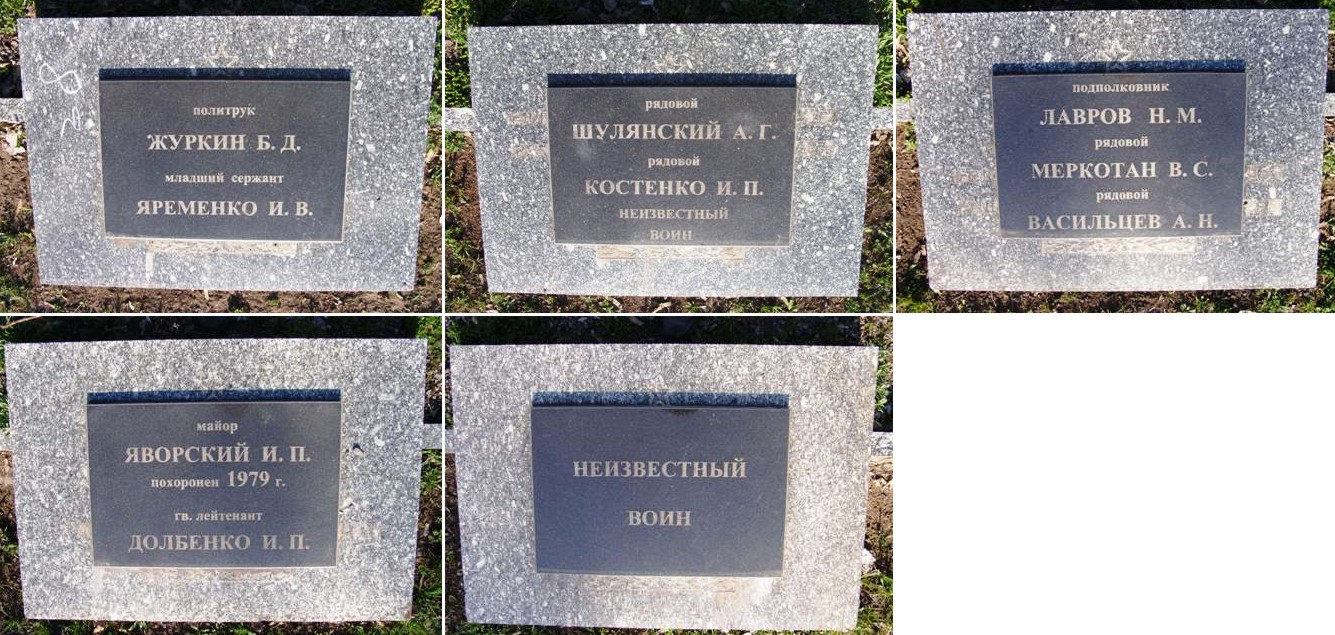 политрук
ЖУРКИН Б. Д.
младший сержант
ЯРЕМЕНКО И. В.
рядовой
ШУЛЯНСКИЙ А. Г.
рядовой
КОСТЕНКО И. П.
НЕИЗВЕСТНЫЙ
ВОИН
подполковник
ЛАВРОВ Н. М.
рядовой
МЕРКОТАН В. С.
рядовой
ВАСИЛЬЦЕВ А. Н.
майор
ЯВОРСКИЙ И. П.
похоронен 1979 г.
гв. лейтенант
ДОЛБЕНКО И. П.
НЕИЗВЕСТНЫЙ
ВОИН